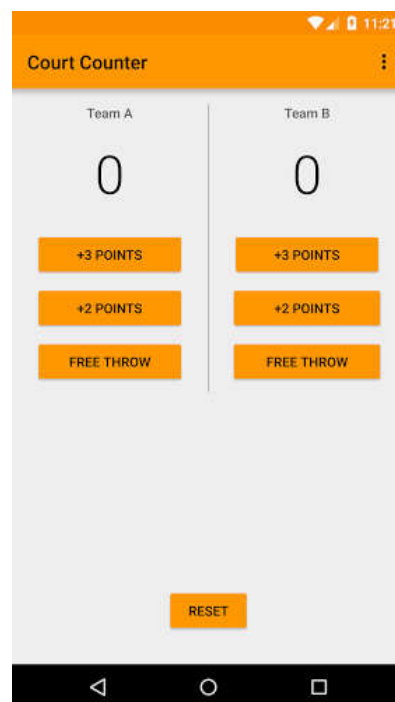 11:21
Court Counter
Team A
Team B
0
0
+3 POINTS
+3 POINTS
+2 POINTS
+2 POINTS
FREE THROW
FREE THROW
RESET